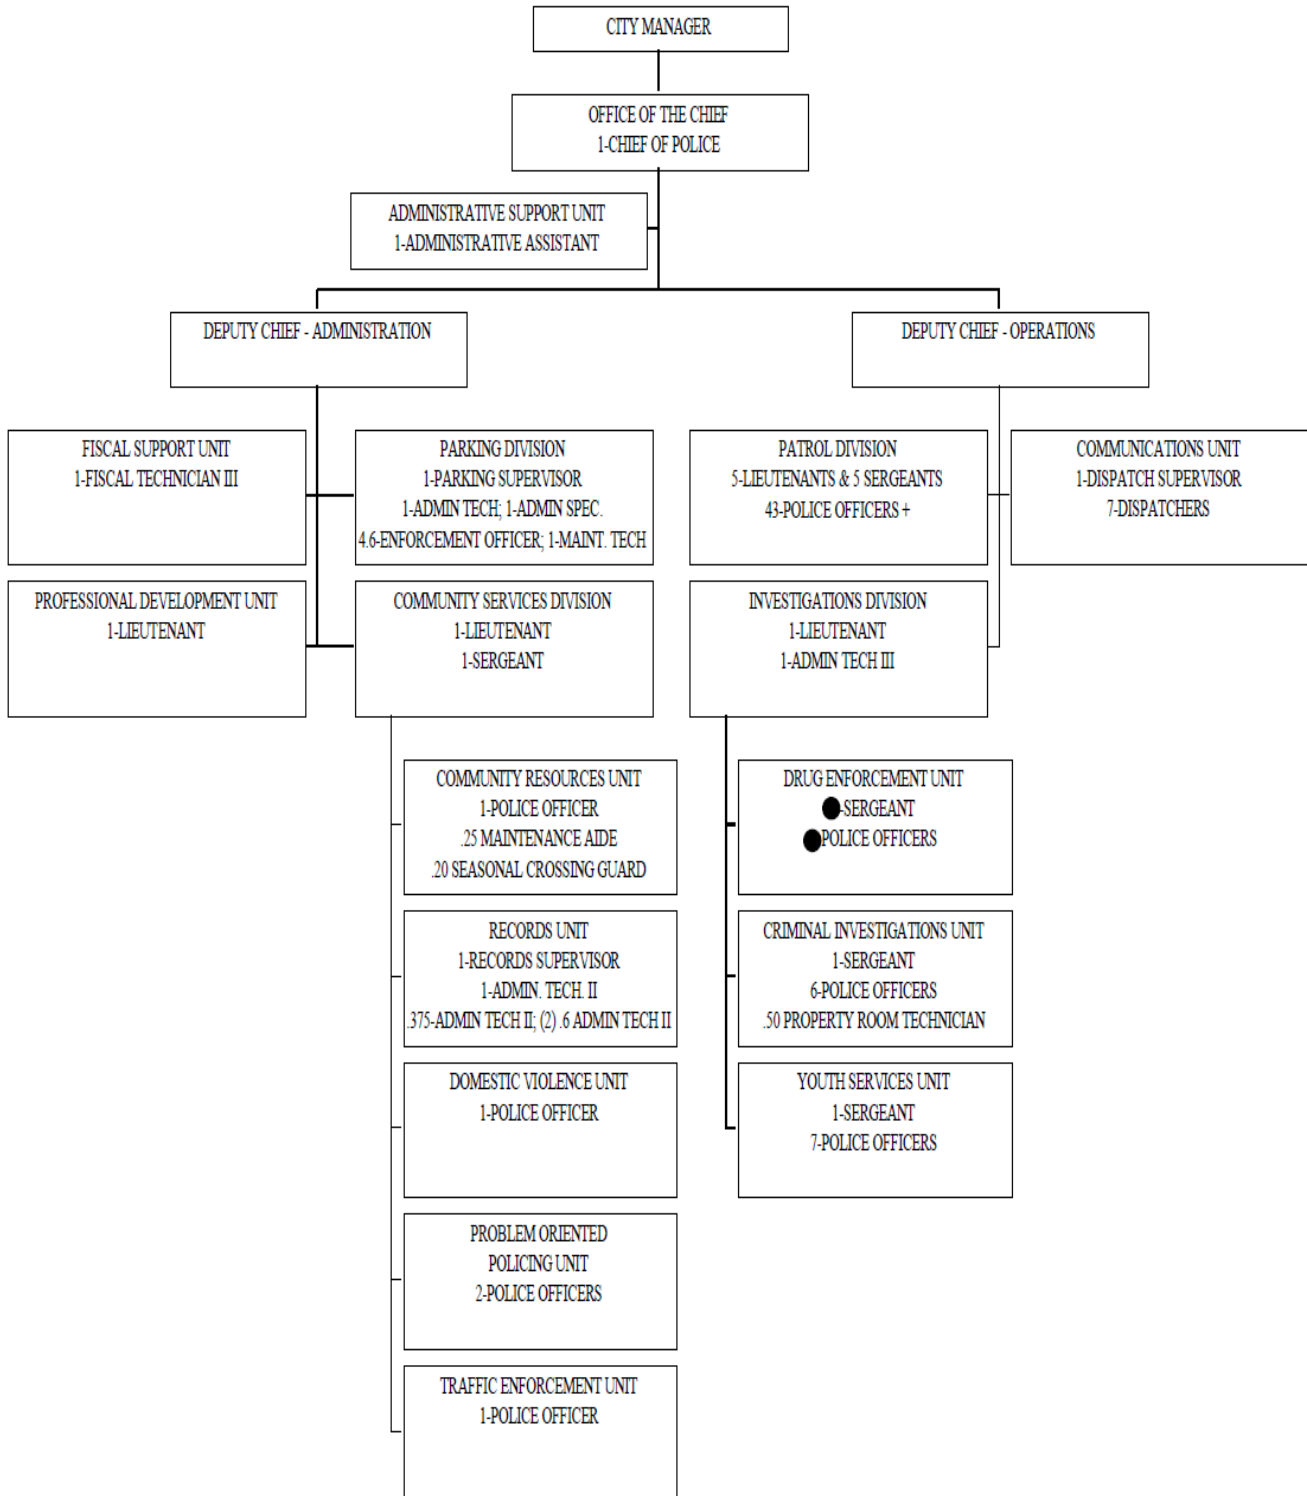 CITY MANAGER
OFFICE OF THE CHIEF
1-CHIEF OF POLICE
ADMINISTRATIVE SUPPORT UNIT
1-ADMINISTRATIVE ASSISTANT
DEPUTY CHIEF - ADMINISTRATION
DEPUTY CHIEF - OPERATIONS
FISCAL SUPPORT UNIT
1-FISCAL TECHNICIAN III
PARKING DIVISION
1-PARKING SUPERVISOR
1-ADMIN TECH; 1-ADMIN SPEC.
4.6-ENFORCEMENT OFFICER; 1-MAINT. TECH
PATROL DIVISION
5-LIEUTENANTS & 5 SERGEANTS
43-POLICE OFFICERS +
COMMUNICATIONS UNIT
1-DISPATCH SUPERVISOR
7-DISPATCHERS
PROFESSIONAL DEVELOPMENT UNIT
1-LIEUTENANT
COMMUNITY SERVICES DIVISION
1-LIEUTENANT
1-SERGEANT
INVESTIGATIONS DIVISION
1-LIEUTENANT
1-ADMIN TECH III
COMMUNITY RESOURCES UNIT
1-POLICE OFFICER
.25 MAINTENANCE AIDE
.20 SEASONAL CROSSING GUARD
DRUG ENFORCEMENT UNIT
-SERGEANT
POLICE OFFICERS
RECORDS UNIT
1-RECORDS SUPERVISOR
1-ADMIN. TECH. II
.375-ADMIN TECH II; (2) .6 ADMIN TECH II
CRIMINAL INVESTIGATIONS UNIT
1-SERGEANT
6-POLICE OFFICERS
.50 PROPERTY ROOM TECHNICIAN
DOMESTIC VIOLENCE UNIT
1-POLICE OFFICER
YOUTH SERVICES UNIT
1-SERGEANT
7-POLICE OFFICERS
PROBLEM ORIENTED
POLICING UNIT
2-POLICE OFFICERS
TRAFFIC ENFORCEMENT UNIT
1-POLICE OFFICER